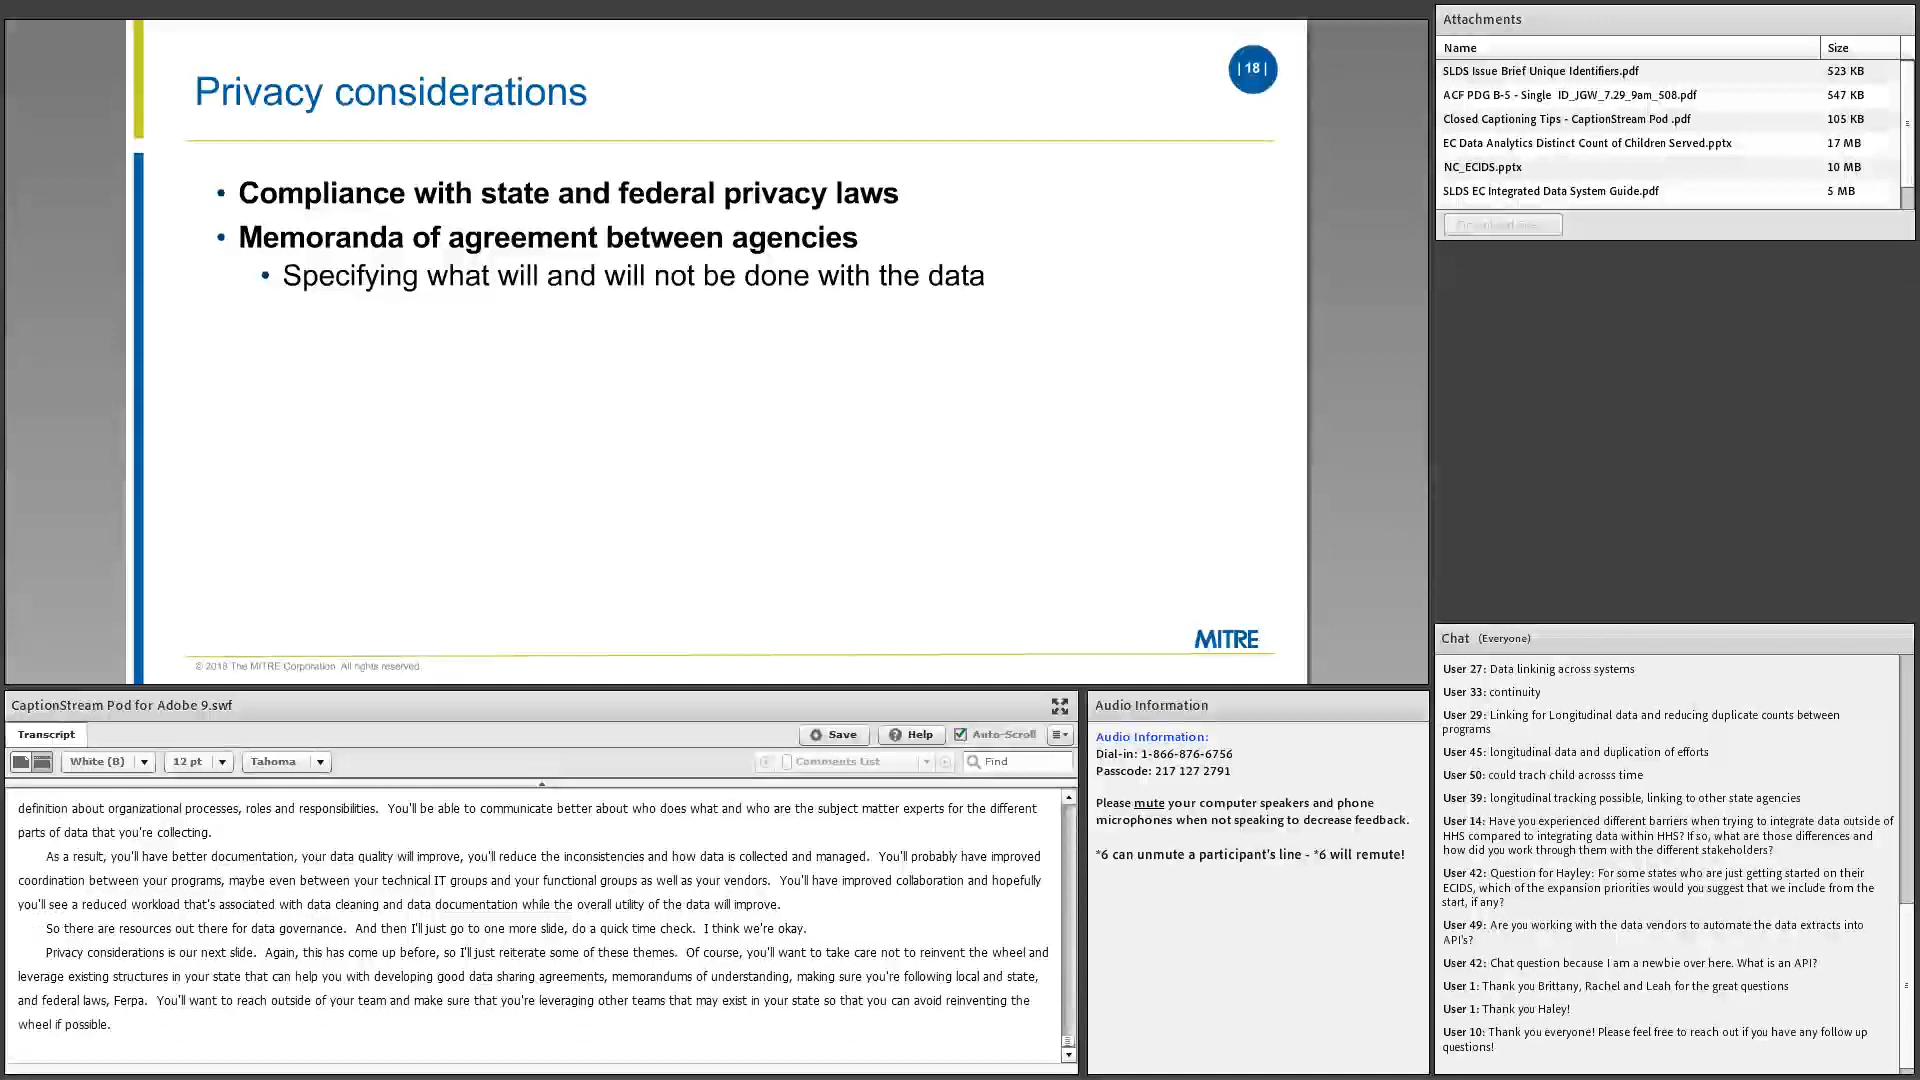 Privacy considerations
| 18 |
• Compliance with state and federal privacy laws
• Memoranda of agreement between agencies
• Specifying what will and will not be done with the data
MITRE
© 2018 The MITRE Corporation. All rights reserved.
Attachments
Name Size
SLDS Issue Brief Unique Identifiers.pdf 523 KB
ACF PDG B-5 - Single ID_JGW_7.29_9am_508.pdf 547 KB
Closed Captioning Tips - CaptionStream Pod .pdf 105 KB
EC Data Analytics Distinct Count of Children Served.pptx 17 MB
NC_ECIDS.pptx 10 MB
SLDS EC Integrated Data System Guide.pdf 5 MB
CaptionStream Pod for Adobe 9.swf
Transcript Save Help Auto-Scroll
White (B) 12 pt Tahoma Comments List Find
definition about organizational processes, roles and responsibilities. You'll be able to communicate better about who does what and who are the subject matter experts for the different
parts of data that you're collecting.
As a result, you'll have better documentation, your data quality will improve, you'll reduce the inconsistencies and how data is collected and managed. You'll probably have improved
coordination between your programs, maybe even between your technical IT groups and your functional groups as well as your vendors. You'll have improved collaboration and hopefully
you'll see a reduced workload that's associated with data cleaning and data documentation while the overall utility of the data will improve.
So there are resources out there for data governance. And then I'll just go to one more slide, do a quick time check. I think we're okay.
Privacy considerations is our next slide. Again, this has come up before, so I'll just reiterate some of these themes. Of course, you'll want to take care not to reinvent the wheel and
leverage existing structures in your state that can help you with developing good data sharing agreements, memorandums of understanding, making sure you're following local and state,
and federal laws, Ferpa. You'll want to reach outside of your team and make sure that you're leveraging other teams that may exist in your state so that you can avoid reinventing the
wheel if possible.
Audio Information
Audio Information:
Dial-in: 1-866-876-6756
Passcode: 217 127 2791
Please mute your computer speakers and phone
microphones when not speaking to decrease feedback.
*6 can unmute a participant's line - *6 will remute!
Chat (Everyone)
User 27: Data linkinig across systems
User 33: continuity
User 29: Linking for Longitudinal data and reducing duplicate counts between
programs
User 45: longitudinal data and duplication of efforts
User 50: could trach child acrosss time
User 39: longitudinal tracking possible, linking to other state agencies
User 14: Have you experienced different barriers when trying to integrate data outside of
HHS compared to integrating data within HHS? If so, what are those differences and
how did you work through them with the different stakeholders?
User 42: Question for Hayley: For some states who are just getting started on their
ECIDS, which of the expansion priorities would you suggest that we include from the
start, if any?
User 49: Are you working with the data vendors to automate the data extracts into
API's?
User 42: Chat question because I am a newbie over here. What is an API?
User 1: Thank you Brittany, Rachel and Leah for the great questions
User 1: Thank you Haley!
User 10: Thank you everyone! Please feel free to reach out if you have any follow up
questions!